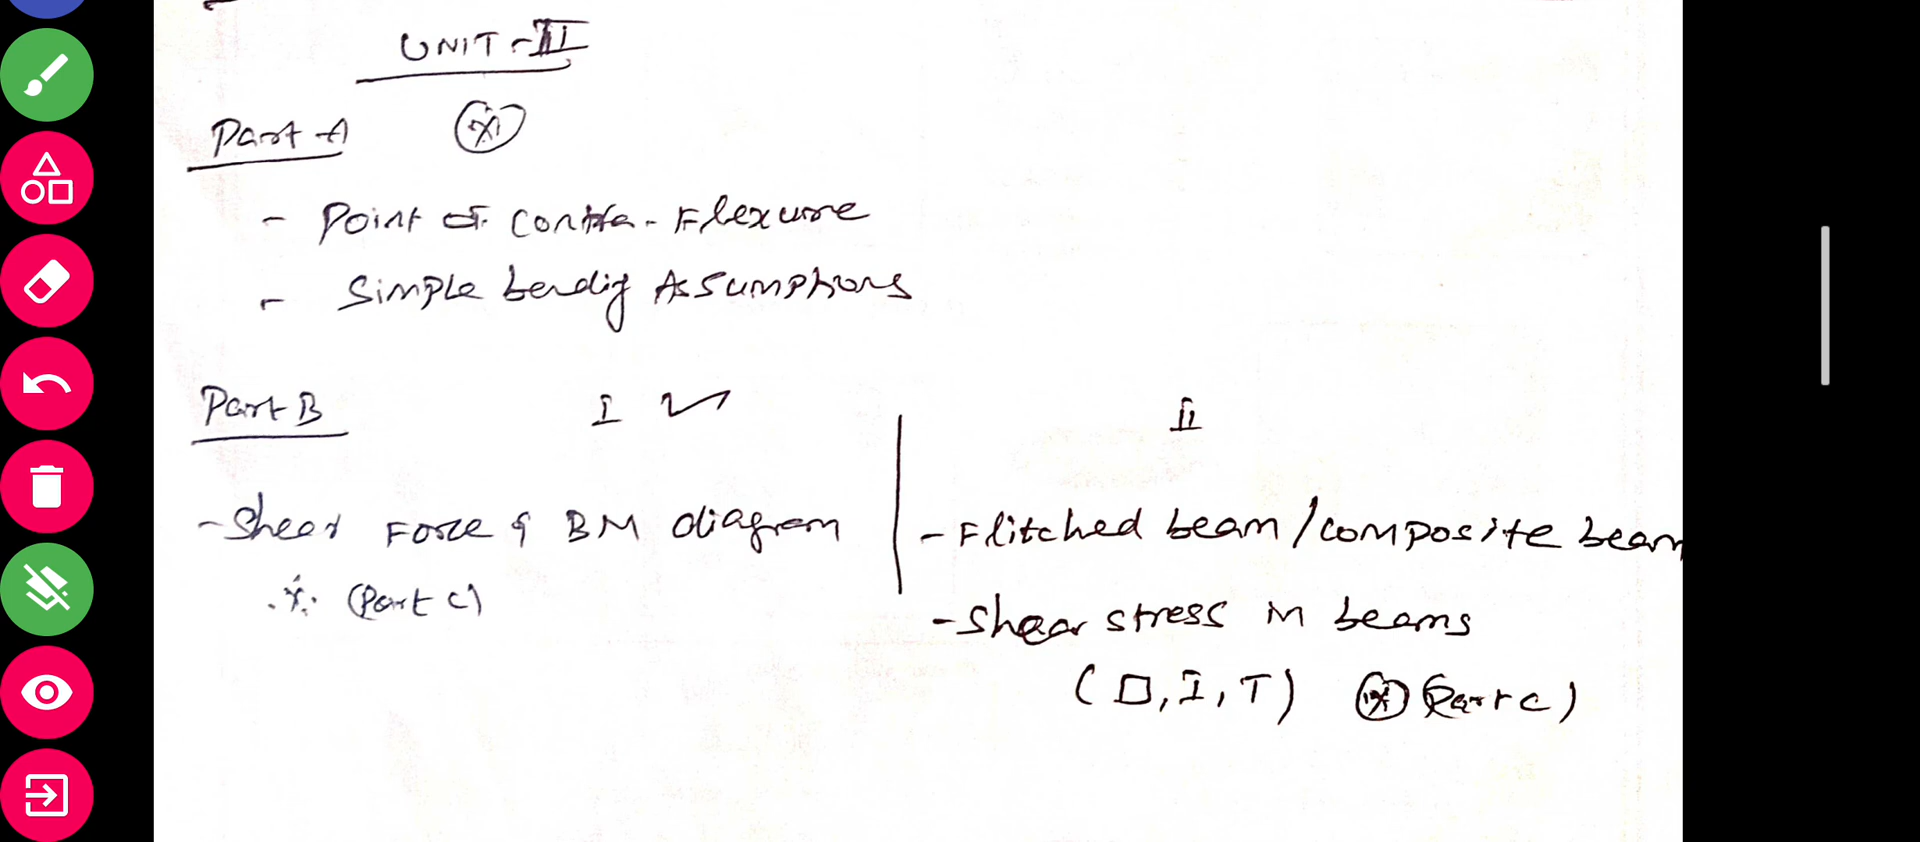 UNIT - III
Part A
- Point of Contra-Flexure
- Simple bending Assumptions
Part B I
- Shear Force & BM diagram
(Part C)
II
- Flitched beam / composite beam
- Shear stress in beams
(□, I, T) (Part C)